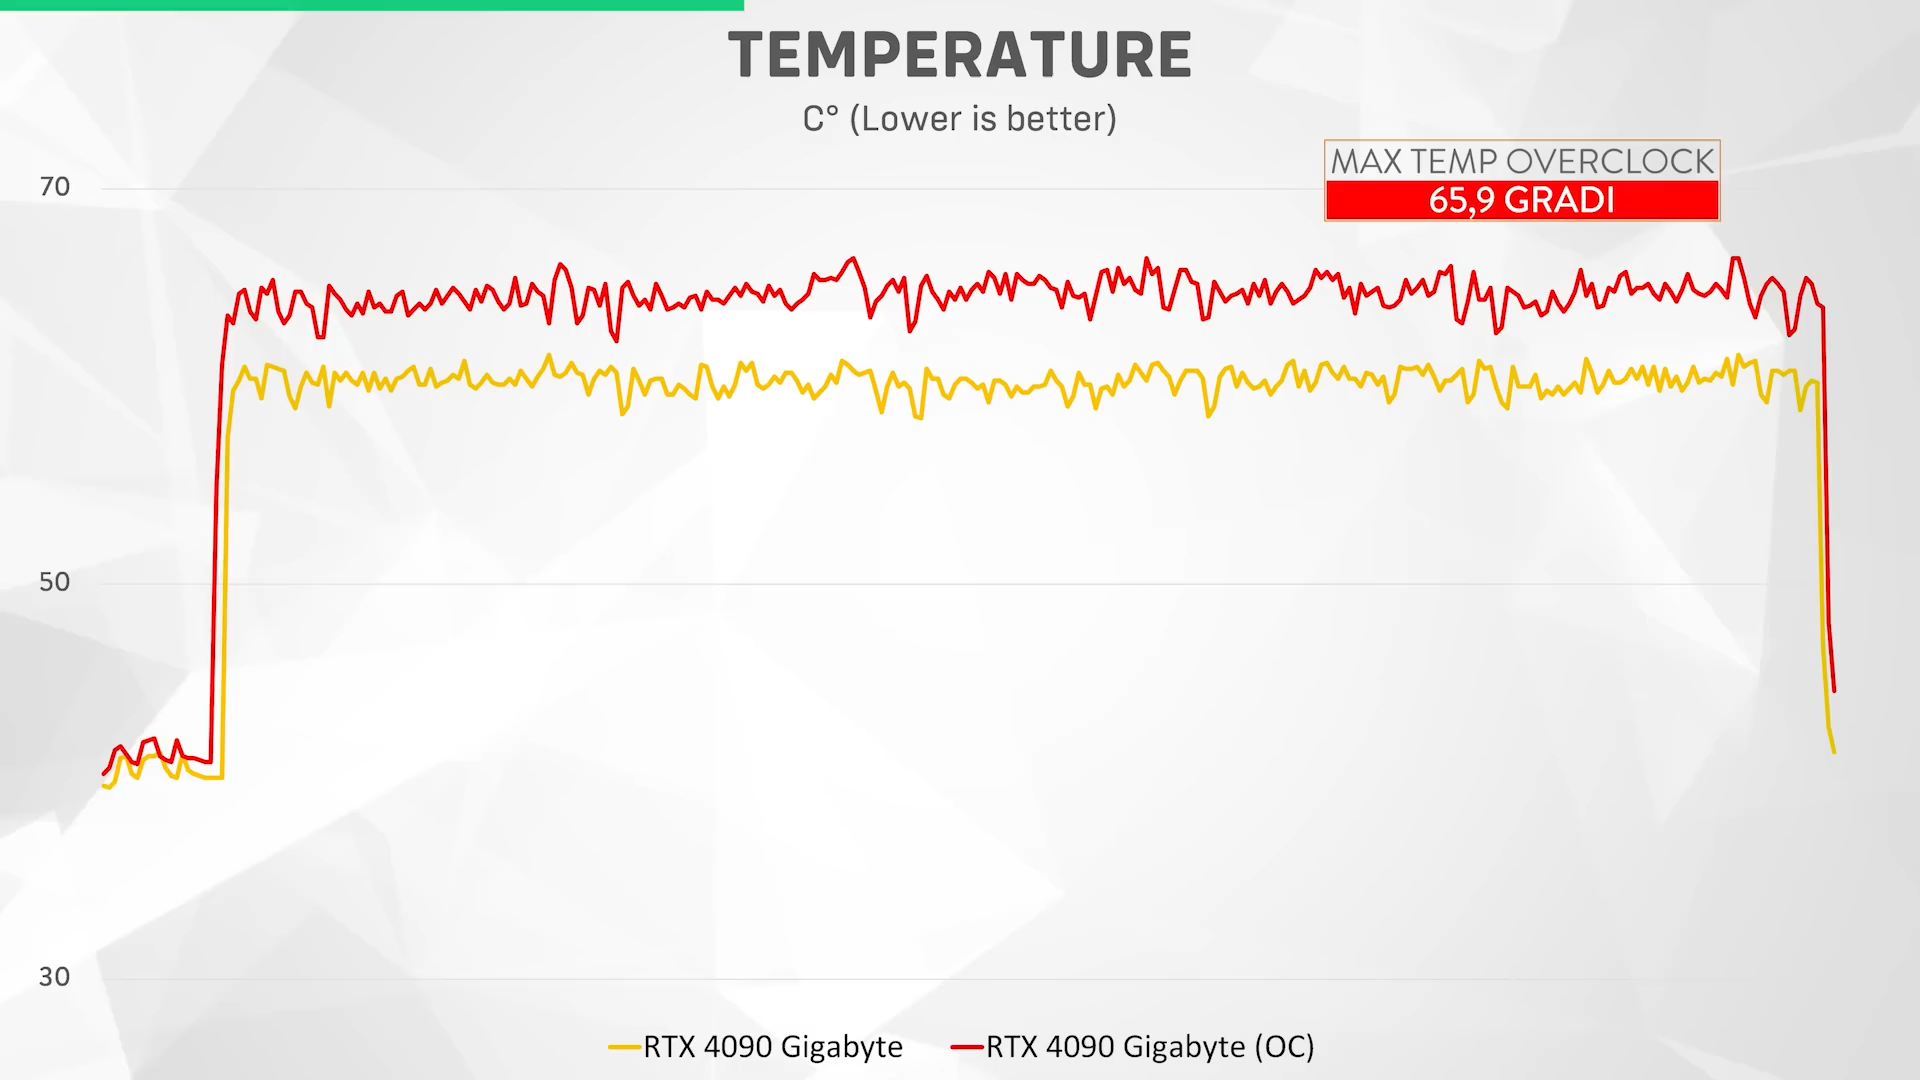 TEMPERATURE
C° (Lower is better)
MAX TEMP OVERCLOCK
65,9 GRADI
70
50
30
RTX 4090 Gigabyte
RTX 4090 Gigabyte (OC)